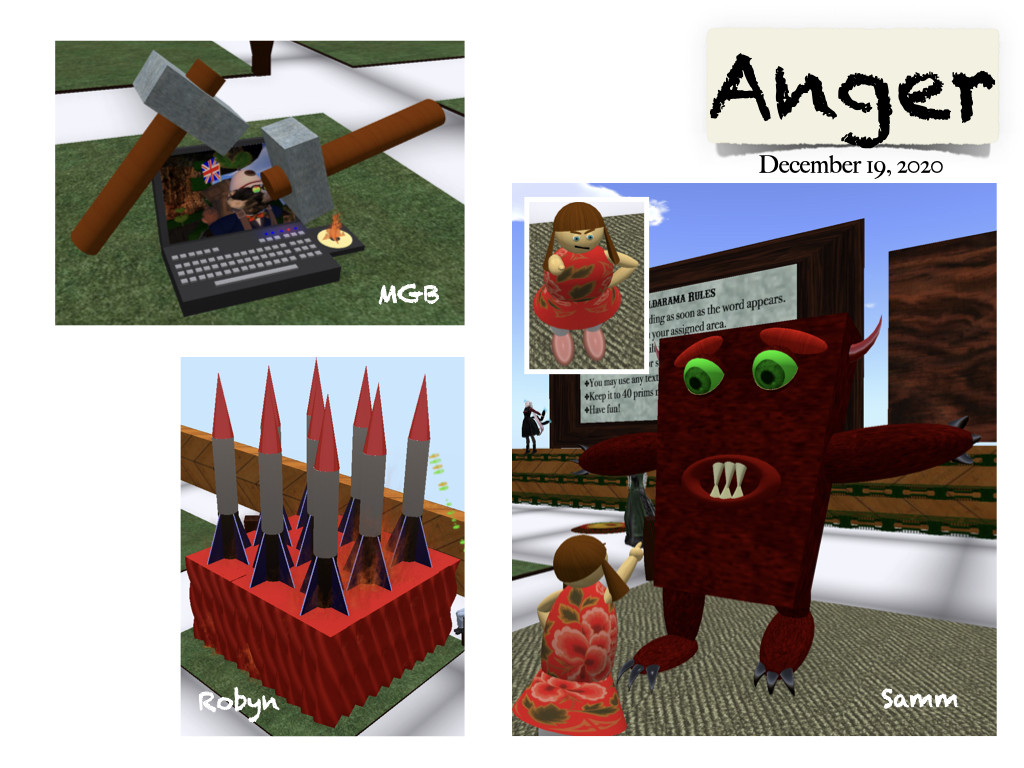 Anger
December 19, 2020
MGB
LDARAMA RULES
ding as soon as the word appears.
your assigned area.
◆You may use any text
◆Keep it to 40 prims
◆Have fun!
Robyn
Samm